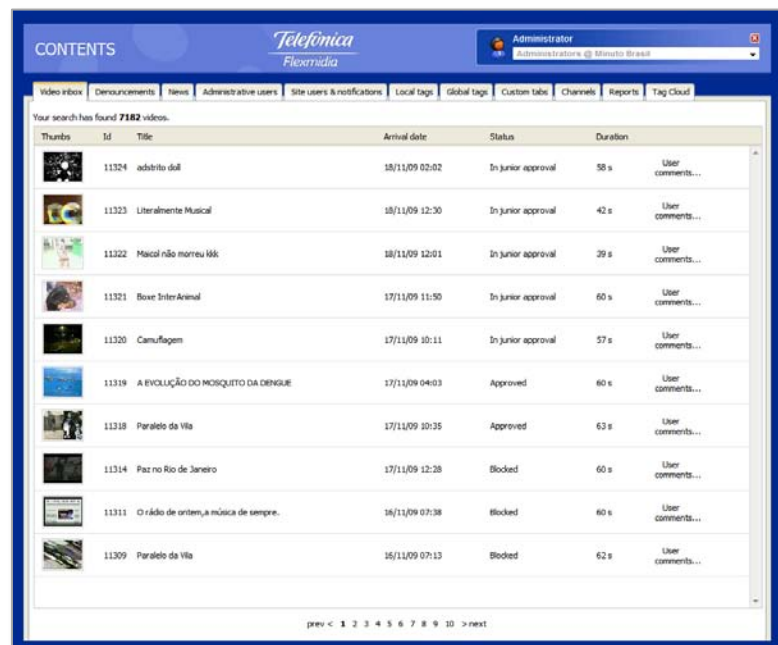 CONTENTS
Telefónica
Flexmídia
Administrator
Administrators @ Minuto Brasil
Video inbox Denouncements News Administrative users Site users & notifications Local tags Global tags Custom tabs Channels Reports Tag Cloud
Your search has found 7182 videos.
Thumbs Id Title Arrival date Status Duration
11324 adstrito doll 18/11/09 02:02 In junior approval 58 s User comments...
11323 Literalmente Musical 18/11/09 12:30 In junior approval 42 s User comments...
11322 Maicol não morreu kkk 18/11/09 12:01 In junior approval 39 s User comments...
11321 Boxe InterAnimal 17/11/09 11:50 In junior approval 60 s User comments...
11320 Camuflagem 17/11/09 10:11 In junior approval 57 s User comments...
11319 A EVOLUÇÃO DO MOSQUITO DA DENGUE 17/11/09 04:03 Approved 60 s User comments...
11318 Paralelo da Vila 17/11/09 10:35 Approved 63 s User comments...
11314 Paz no Rio de Janeiro 17/11/09 12:28 Blocked 60 s User comments...
11311 O rádio de ontem,a música de sempre. 16/11/09 07:38 Blocked 60 s User comments...
11309 Paralelo da Vila 16/11/09 07:13 Blocked 62 s User comments...
prev < 1 2 3 4 5 6 7 8 9 10 > next